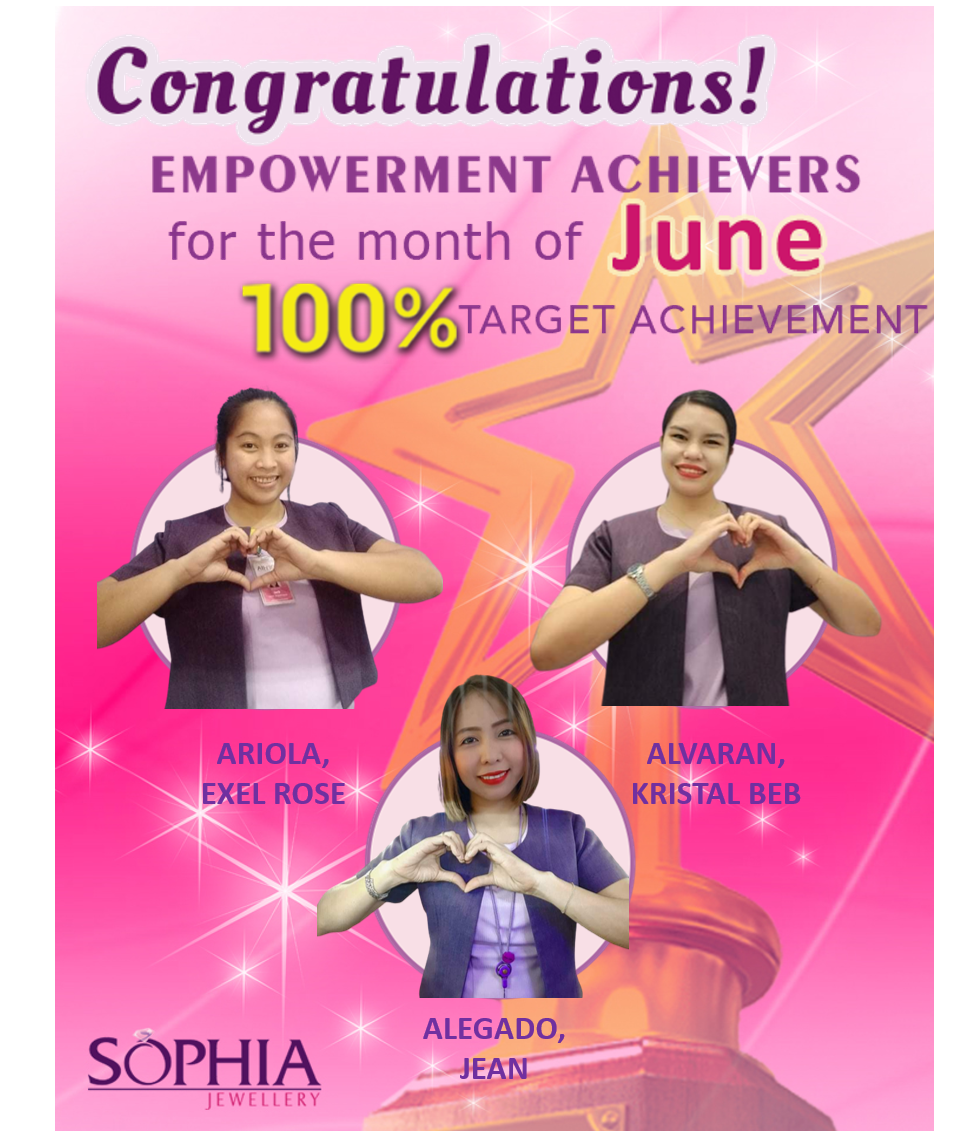 Congratulations!
EMPOWERMENT ACHIEVERS
for the month of June
100% TARGET ACHIEVEMENT
ARIOLA,
EXEL ROSE
ALVARAN,
KRISTAL BEB
ALEGADO,
JEAN
SOPHIA
JEWELLERY